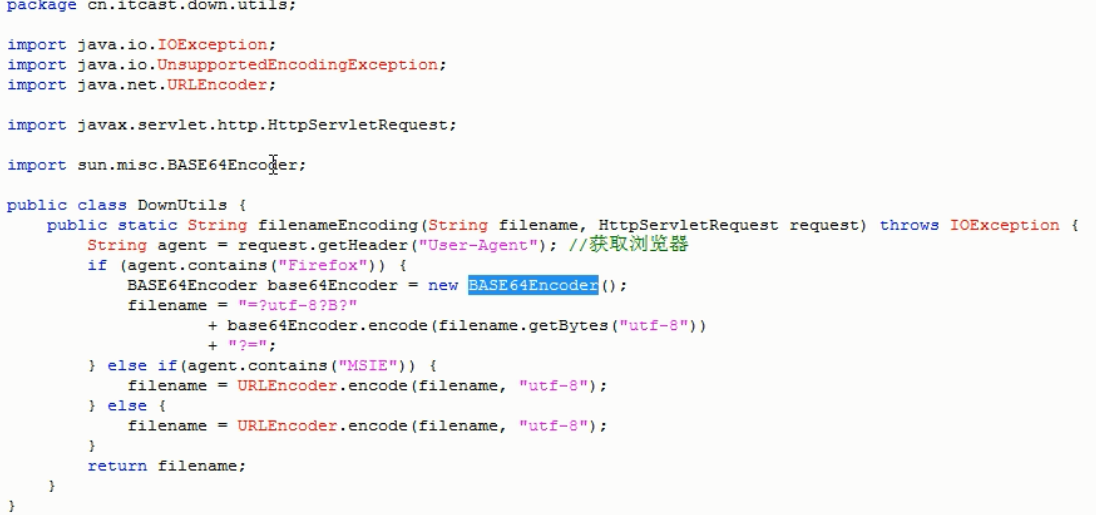 package cn.itcast.down.utils;
import java.io.IOException;
import java.io.UnsupportedEncodingException;
import java.net.URLEncoder;
import javax.servlet.http.HttpServletRequest;
import sun.misc.BASE64Encoder;
public class DownUtils {
public static String filenameEncoding(String filename, HttpServletRequest request) throws IOException {
String agent = request.getHeader("User-Agent"); //获取浏览器
if (agent.contains("Firefox")) {
BASE64Encoder base64Encoder = new BASE64Encoder();
filename = "=?utf-8?B?"
+ base64Encoder.encode(filename.getBytes("utf-8"))
+ "?=";
} else if(agent.contains("MSIE")) {
filename = URLEncoder.encode(filename, "utf-8");
} else {
filename = URLEncoder.encode(filename, "utf-8");
}
return filename;
}
}